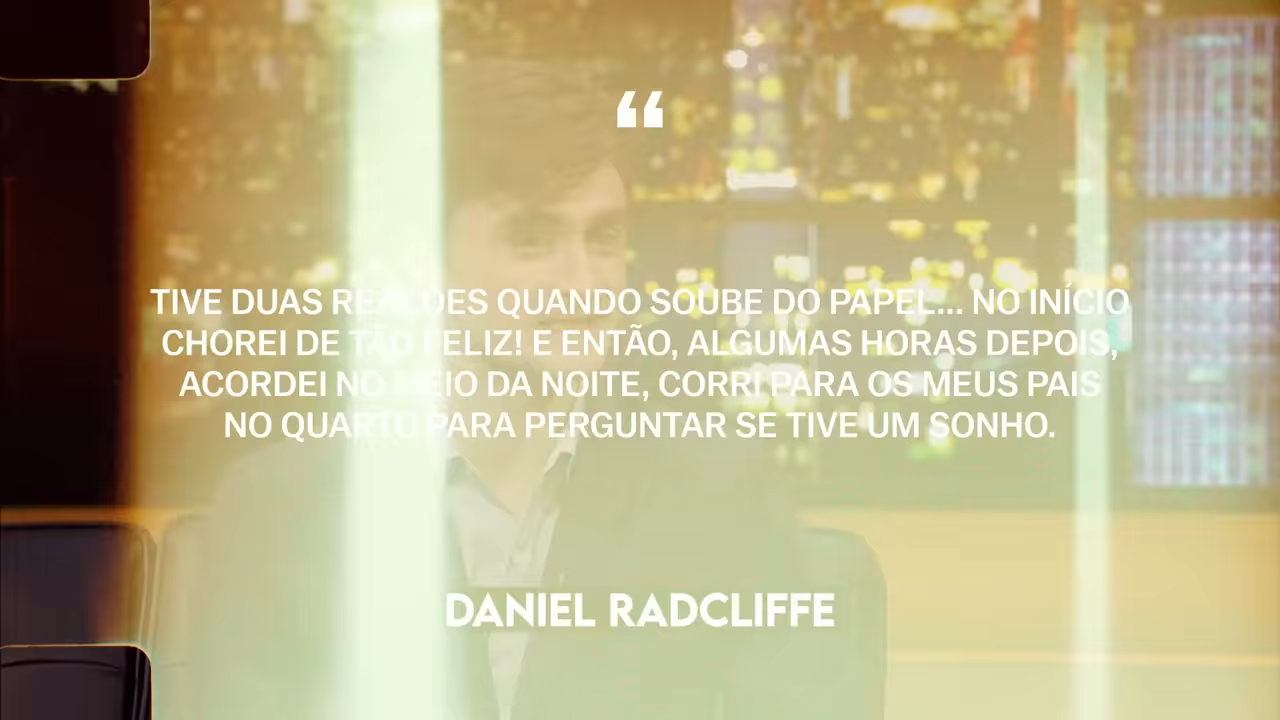 “
TIVE DUAS REAÇÕES QUANDO SOUBE DO PAPEL... NO INÍCIO
CHOREI DE TÃO FELIZ! E ENTÃO, ALGUMAS HORAS DEPOIS,
ACORDEI NO MEIO DA NOITE, CORRI PARA OS MEUS PAIS
NO QUARTO PARA PERGUNTAR SE TIVE UM SONHO.
DANIEL RADCLIFFE